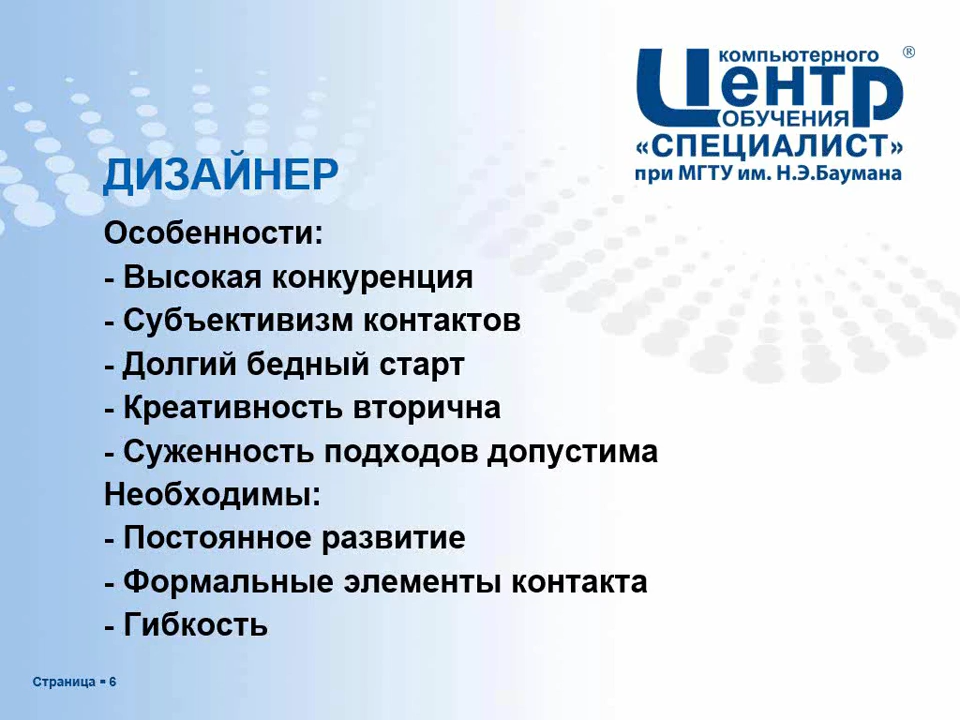 компьютерного ®
Центр
ОБУЧЕНИЯ
«СПЕЦИАЛИСТ»
при МГТУ им. Н.Э.Баумана
ДИЗАЙНЕР
Особенности:
- Высокая конкуренция
- Субъективизм контактов
- Долгий бедный старт
- Креативность вторична
- Суженность подходов допустима
Необходимы:
- Постоянное развитие
- Формальные элементы контакта
- Гибкость
Страница ▪ 6